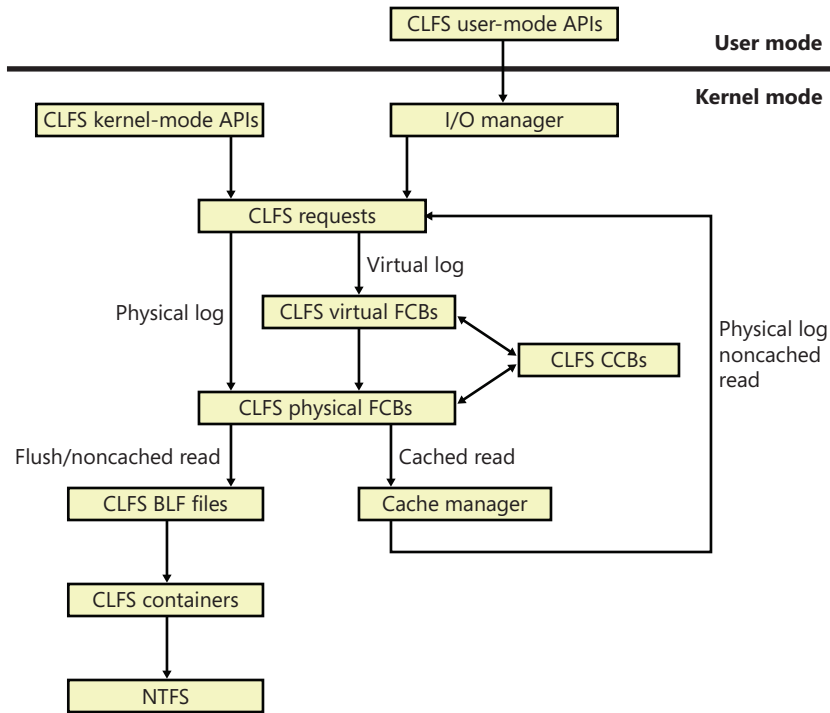 CLFS user-mode APIs
User mode
Kernel mode
CLFS kernel-mode APIs
I/O manager
CLFS requests
Virtual log
Physical log
CLFS virtual FCBs
Physical log
noncached
read
CLFS CCBs
CLFS physical FCBs
Flush/noncached read
Cached read
CLFS BLF files
Cache manager
CLFS containers
NTFS